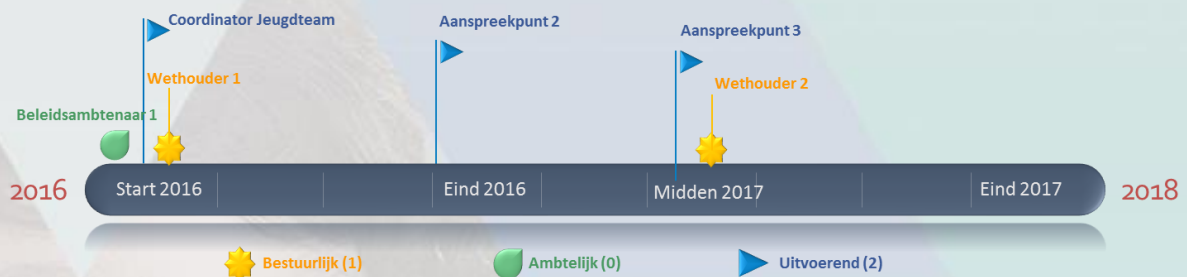 Coordinator Jeugdteam
Aanspreekpunt 2
Aanspreekpunt 3
Wethouder 1
Wethouder 2
Beleidsambtenaar 1
2016
Start 2016
Eind 2016
Midden 2017
Eind 2017
2018
Bestuurlijk (1)
Ambtelijk (0)
Uitvoerend (2)